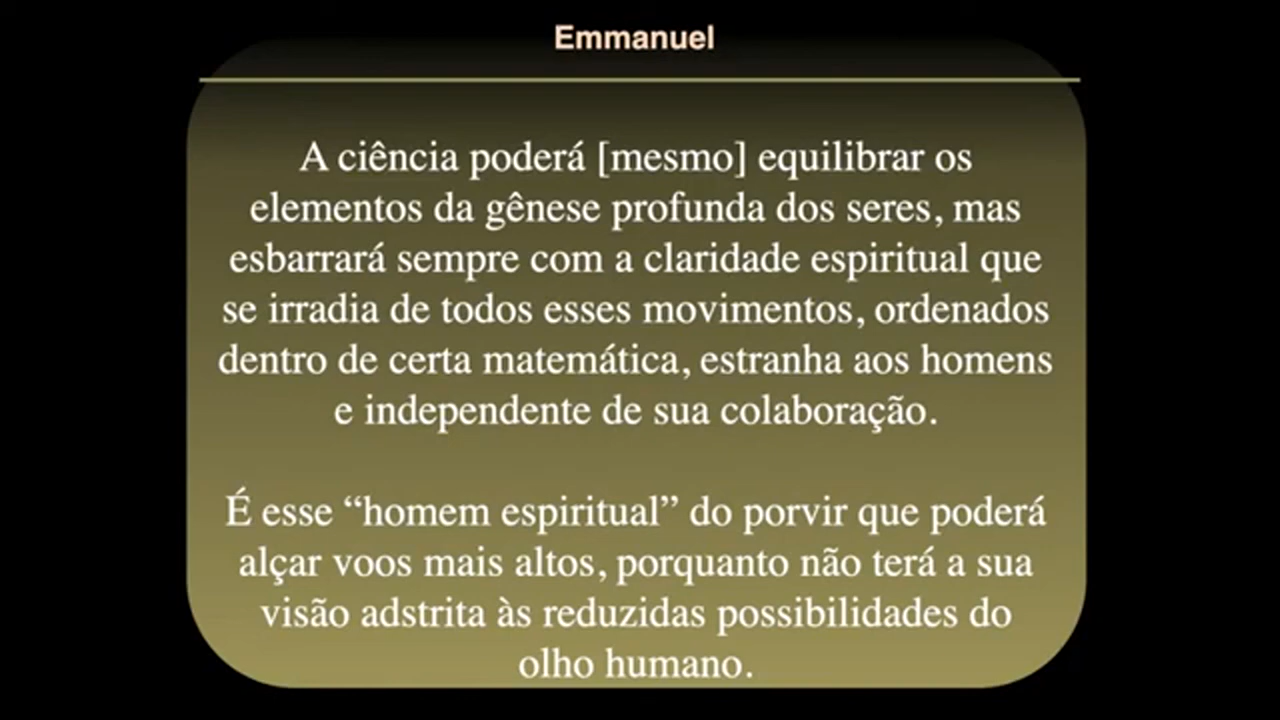 Emmanuel
A ciência poderá [mesmo] equilibrar os
elementos da gênese profunda dos seres, mas
esbarrará sempre com a claridade espiritual que
se irradia de todos esses movimentos, ordenados
dentro de certa matemática, estranha aos homens
e independente de sua colaboração.
É esse “homem espiritual” do porvir que poderá
alçar voos mais altos, porquanto não terá a sua
visão adstrita às reduzidas possibilidades do
olho humano.